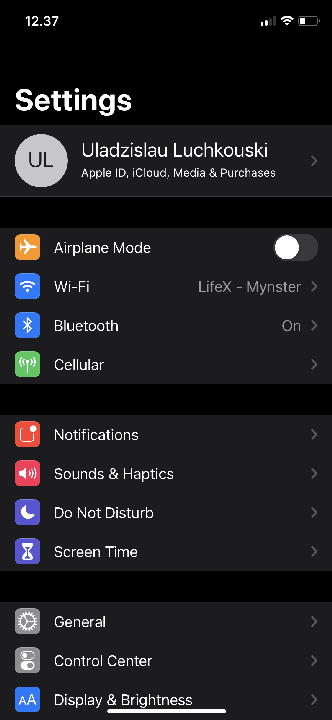 12.37
Settings
UL
Uladzislau Luchkouski
Apple ID, iCloud, Media & Purchases
Airplane Mode
Wi-Fi LifeX - Mynster
Bluetooth On
Cellular
Notifications
Sounds & Haptics
Do Not Disturb
Screen Time
General
Control Center
AA Display & Brightness